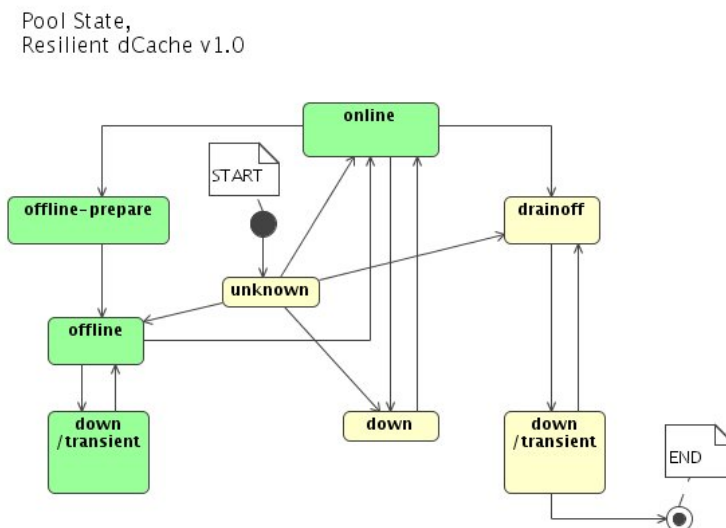 Pool State,
Resilient dCache v1.0
online
START
offline-prepare
drainoff
unknown
offline
down
/transient
down
down
/transient
END